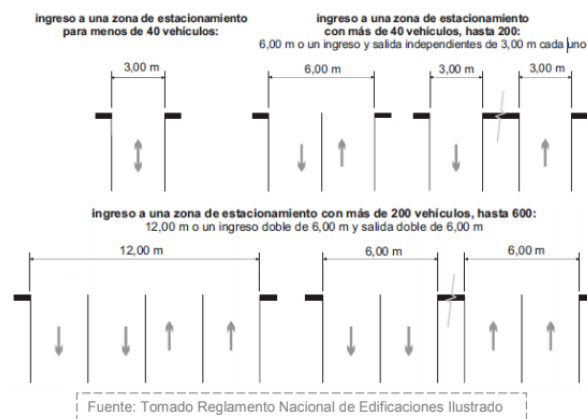 ingreso a una zona de estacionamiento
para menos de 40 vehículos:
ingreso a una zona de estacionamiento
con más de 40 vehículos, hasta 200:
6,00 m o un ingreso y salida independientes de 3,00 m cada uno
3,00 m
6,00 m
3,00 m
3,00 m
ingreso a una zona de estacionamiento con más de 200 vehículos, hasta 600:
12,00 m o un ingreso doble de 6,00 m y salida doble de 6,00 m
12,00 m
6,00 m
6,00 m
Fuente: Tomado Reglamento Nacional de Edificaciones Ilustrado